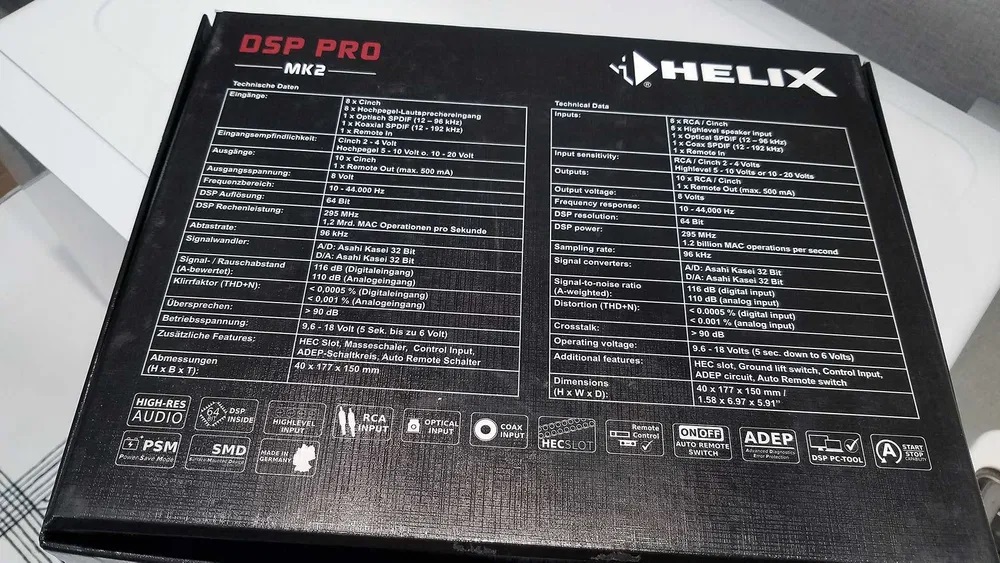 DSP PRO
MK2
HELIX
®
Technische Daten
Eingänge:
8 x Cinch
8 x Hochpegel-Lautsprechereingang
1 x Optisch SPDIF (12 – 96 kHz)
1 x Koaxial SPDIF (12 - 192 kHz)
1 x Remote In
Eingangsempfindlichkeit:
Cinch 2 - 4 Volt
Hochpegel 5 - 10 Volt o. 10 - 20 Volt
Ausgänge:
10 x Cinch
1 x Remote Out (max. 500 mA)
Ausgangsspannung:
8 Volt
Frequenzbereich:
10 - 44.000 Hz
DSP Auflösung:
64 Bit
DSP Rechenleistung:
295 MHz
1,2 Mrd. MAC Operationen pro Sekunde
Abtastrate:
96 kHz
Signalwandler:
A/D: Asahi Kasei 32 Bit
D/A: Asahi Kasei 32 Bit
Signal- / Rauschabstand
(A-bewertet):
116 dB (Digitaleingang)
110 dB (Analogeingang)
Klirrfaktor (THD+N):
< 0,0005 % (Digitaleingang)
< 0,001 % (Analogeingang)
Übersprechen:
> 90 dB
Betriebsspannung:
9,6 - 18 Volt (5 Sek. bis zu 6 Volt)
Zusätzliche Features:
HEC Slot, Masseschalter, Control Input,
ADEP-Schaltkreis, Auto Remote Schalter
Abmessungen
(H x B x T):
40 x 177 x 150 mm
Technical Data
Inputs:
8 x RCA / Cinch
8 x Highlevel speaker input
1 x Optical SPDIF (12 – 96 kHz)
1 x Coax SPDIF (12 - 192 kHz)
1 x Remote In
Input sensitivity:
RCA / Cinch 2 - 4 Volts
Highlevel 5 - 10 Volts or 10 - 20 Volts
Outputs:
10 x RCA / Cinch
1 x Remote Out (max. 500 mA)
Output voltage:
8 Volts
Frequency response:
10 - 44,000 Hz
DSP resolution:
64 Bit
DSP power:
295 MHz
1.2 billion MAC operations per second
Sampling rate:
96 kHz
Signal converters:
A/D: Asahi Kasei 32 Bit
D/A: Asahi Kasei 32 Bit
Signal-to-noise ratio
(A-weighted):
116 dB (digital input)
110 dB (analog input)
Distortion (THD+N):
< 0.0005 % (digital input)
< 0.001 % (analog input)
Crosstalk:
> 90 dB
Operating voltage:
9.6 - 18 Volts (5 sec. down to 6 Volts)
Additional features:
HEC slot, Ground lift switch, Control Input,
ADEP circuit, Auto Remote switch
Dimensions
(H x W x D):
40 x 177 x 150 mm /
1.58 x 6.97 x 5.91"
HIGH-RES
AUDIO
64
BIT
DSP
INSIDE
HIGHLEVEL
INPUT
RCA
INPUT
OPTICAL
INPUT
COAX
INPUT
HECSLOT
Remote
Control
ON OFF
AUTO REMOTE
SWITCH
ADEP
Advanced Diagnostics
Error Protection
DSP PC-TOOL
A
START
STOP
CAPABILITY
PSM
Power Save Mode
SMD
Surface Mounted Device
MADE IN
GERMANY